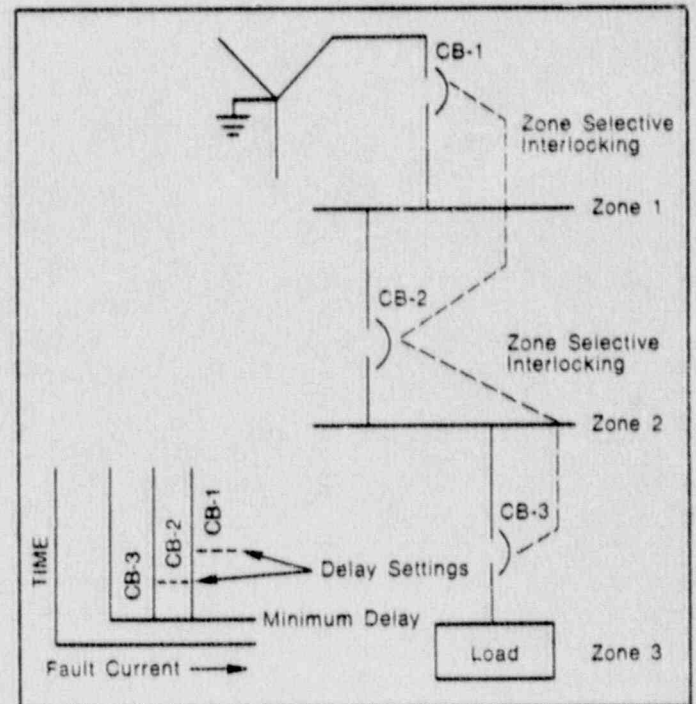 CB-1
Zone Selective
Interlocking
Zone 1
CB-2
Zone Selective
Interlocking
Zone 2
CB-3
TIME
CB-3
CB-2
CB-1
Delay Settings
Minimum Delay
Fault Current
Load
Zone 3